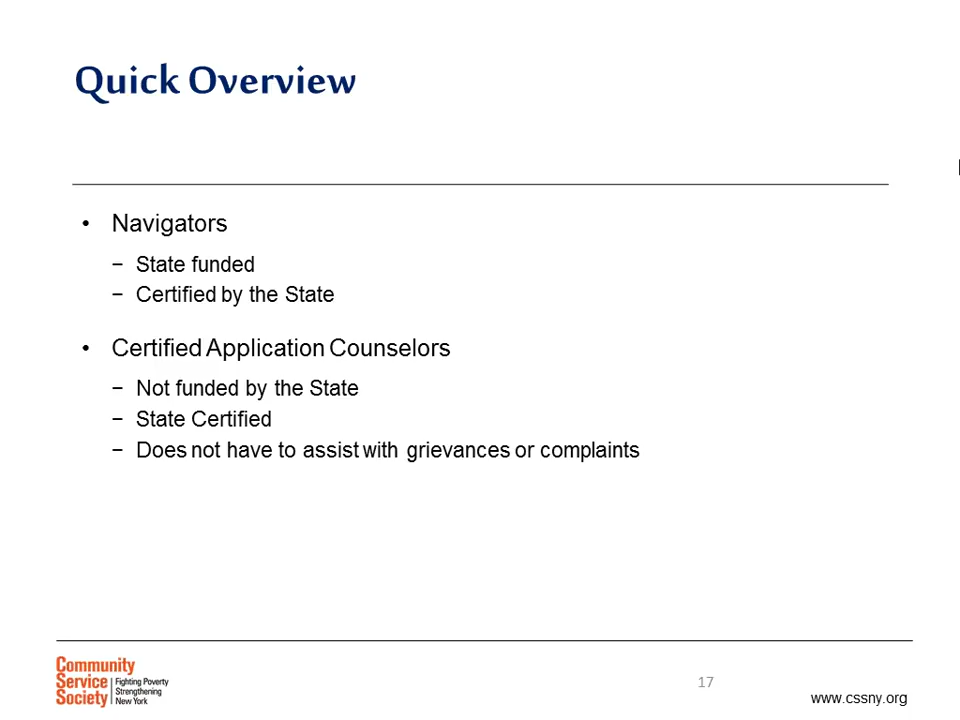 Quick Overview
• Navigators
− State funded
− Certified by the State
• Certified Application Counselors
− Not funded by the State
− State Certified
− Does not have to assist with grievances or complaints
Community
Service
Society
Fighting Poverty
Strengthening
New York
17
www.cssny.org